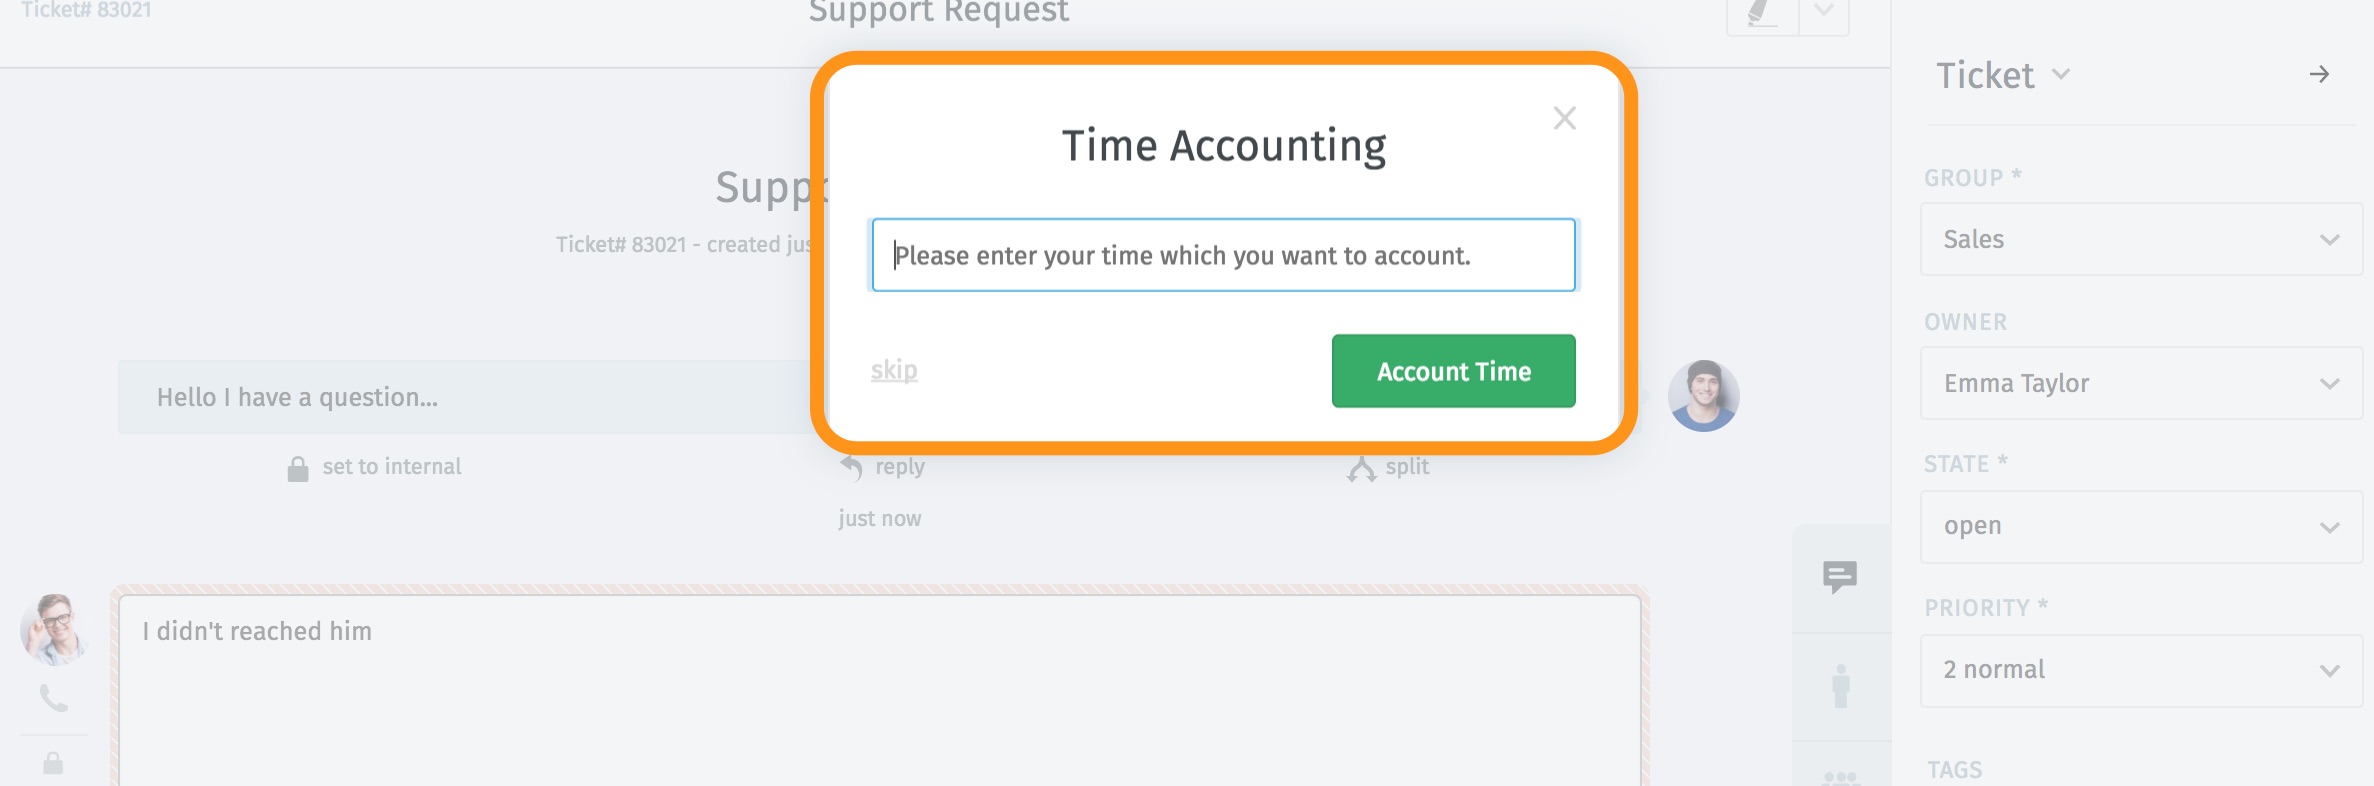 Ticket# 83021
Support Request
Ticket
Time Accounting
GROUP *
Suppo
Sales
Ticket# 83021 - created jus
Please enter your time which you want to account.
OWNER
skip
Account Time
Emma Taylor
Hello I have a question...
STATE *
set to internal
reply
split
just now
open
PRIORITY *
I didn't reached him
2 normal
TAGS